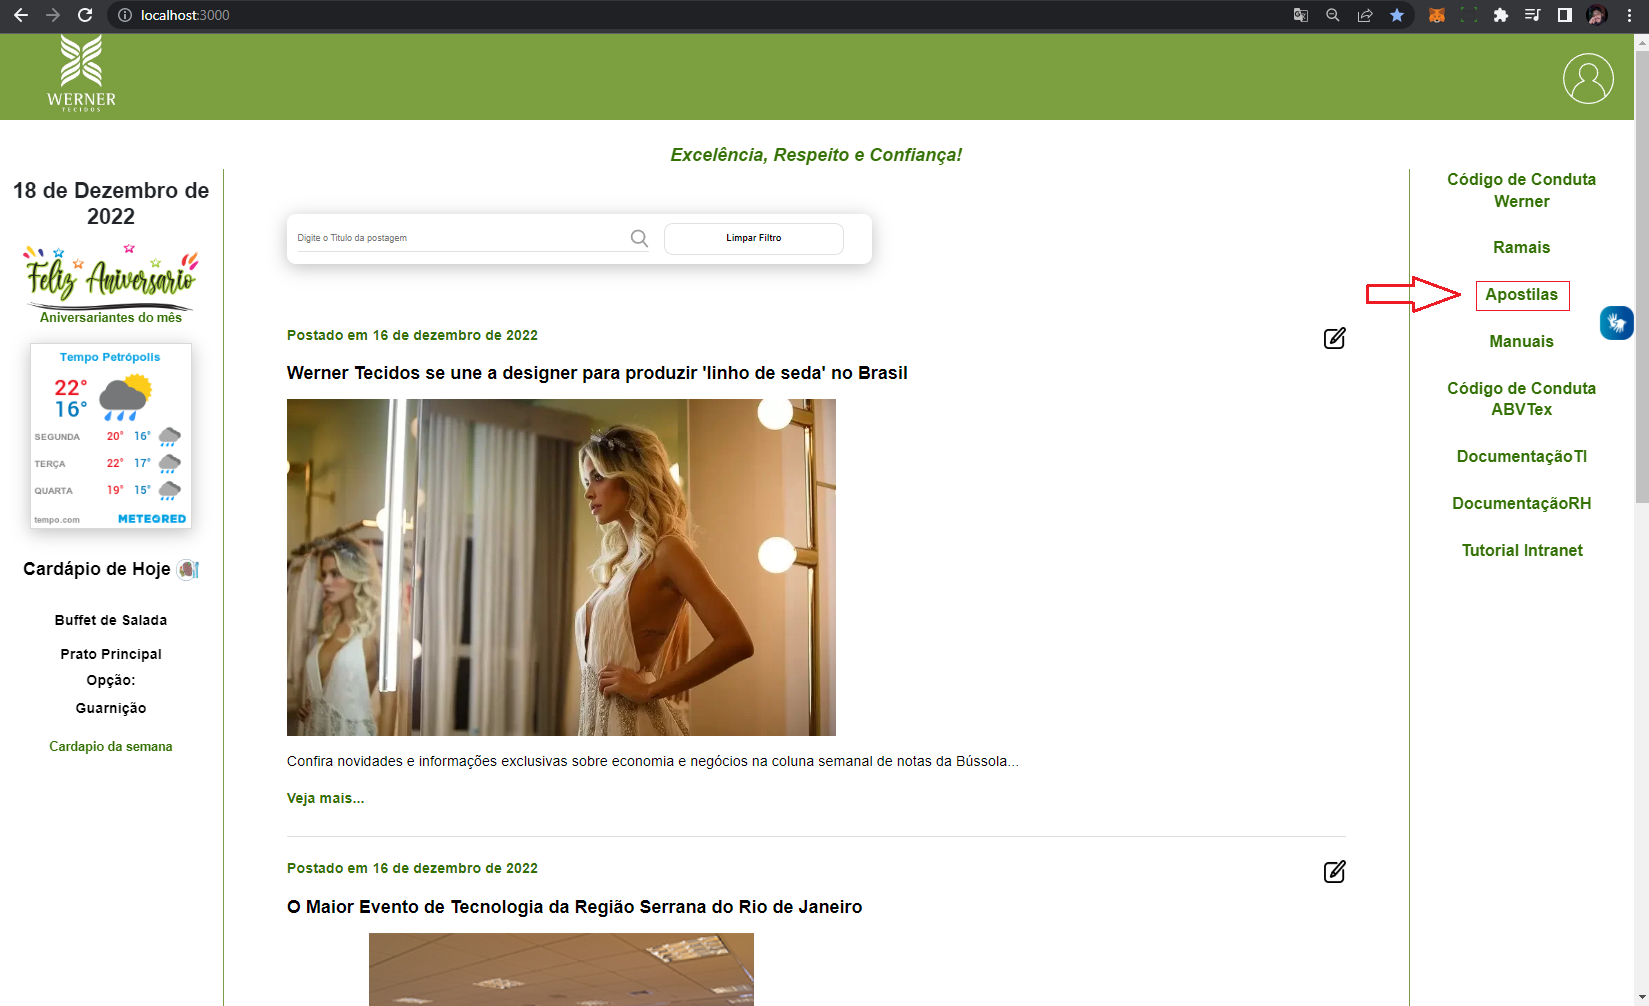 localhost:3000
WERNER
TECIDOS
Excelência, Respeito e Confiança!
18 de Dezembro de
2022
Feliz Aniversario
Aniversariantes do mês
Tempo Petrópolis
22°
16°
SEGUNDA 20° 16°
TERÇA 22° 17°
QUARTA 19° 15°
tempo.com METEORED
Cardápio de Hoje
Buffet de Salada
Prato Principal
Opção:
Guarnição
Cardapio da semana
Digite o Titulo da postagem
Limpar Filtro
Postado em 16 de dezembro de 2022
Werner Tecidos se une a designer para produzir 'linho de seda' no Brasil
Confira novidades e informações exclusivas sobre economia e negócios na coluna semanal de notas da Bússola...
Veja mais...
Postado em 16 de dezembro de 2022
O Maior Evento de Tecnologia da Região Serrana do Rio de Janeiro
Código de Conduta
Werner
Ramais
Apostilas
Manuais
Código de Conduta
ABVTex
DocumentaçãoTI
DocumentaçãoRH
Tutorial Intranet